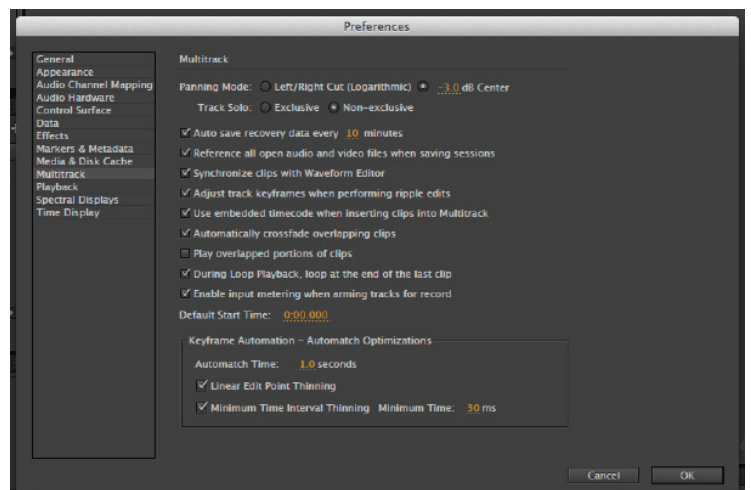 Preferences
General
Appearance
Audio Channel Mapping
Audio Hardware
Control Surface
Data
Effects
Markers & Metadata
Media & Disk Cache
Multitrack
Playback
Spectral Displays
Time Display
Multitrack
Panning Mode: Left/Right Cut (Logarithmic) -3.0 dB Center
Track Solo: Exclusive Non-exclusive
Auto save recovery data every 10 minutes
Reference all open audio and video files when saving sessions
Synchronize clips with Waveform Editor
Adjust track keyframes when performing ripple edits
Use embedded timecode when inserting clips into Multitrack
Automatically crossfade overlapping clips
Play overlapped portions of clips
During Loop Playback, loop at the end of the last clip
Enable input metering when arming tracks for record
Default Start Time: 0:00.000
Keyframe Automation – Automatch Optimizations
Automatch Time: 1.0 seconds
Linear Edit Point Thinning
Minimum Time Interval Thinning Minimum Time: 30 ms
Cancel OK